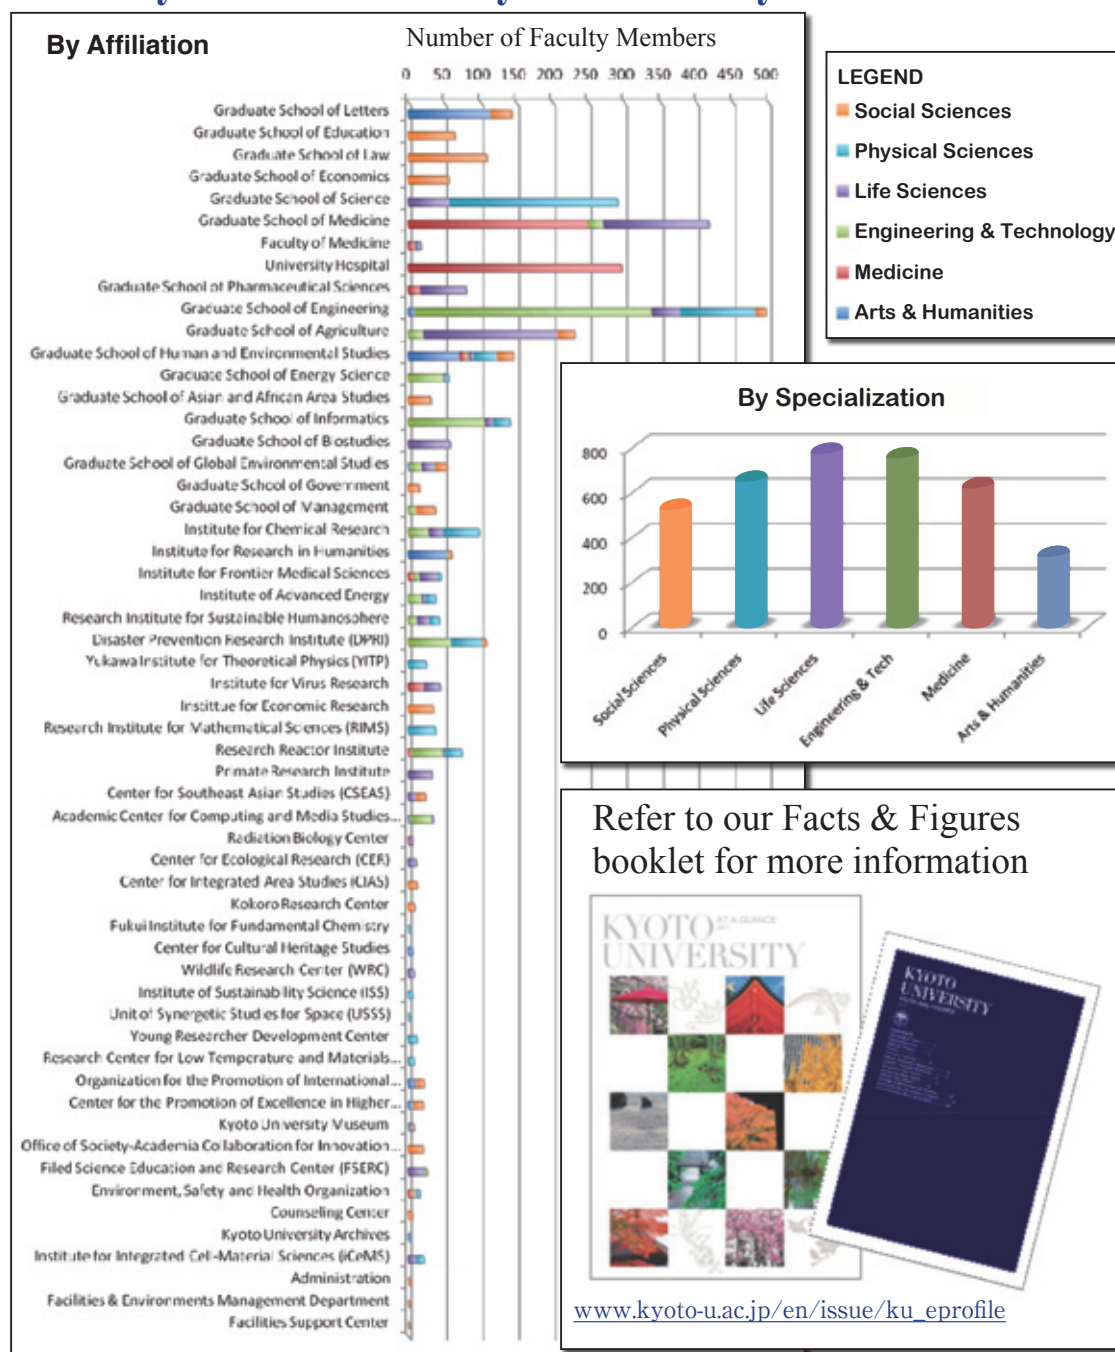 By Affiliation
Number of Faculty Members
0 50 100 150 200 250 300 350 400 450 500
Graduate School of Letters
Graduate School of Education
Graduate School of Law
Graduate School of Economics
Graduate School of Science
Graduate School of Medicine
Faculty of Medicine
University Hospital
Graduate School of Pharmaceutical Sciences
Graduate School of Engineering
Graduate School of Agriculture
Graduate School of Human and Environmental Studies
Graduate School of Energy Science
Graduate School of Asian and African Area Studies
Graduate School of Informatics
Graduate School of Biostudies
Graduate School of Global Environmental Studies
Graduate School of Government
Graduate School of Management
Institute for Chemical Research
Institute for Research in Humanities
Institute for Frontier Medical Sciences
Institute of Advanced Energy
Research Institute for Sustainable Humanosphere
Disaster Prevention Research Institute (DPRI)
Yukawa Institute for Theoretical Physics (YITP)
Institute for Virus Research
Instittue for Economic Research
Research Institute for Mathematical Sciences (RIMS)
Research Reactor Institute
Primate Research Institute
Center for Southeast Asian Studies (CSEAS)
Academic Center for Computing and Media Studies...
Radiation Biology Center
Center for Ecological Research (CER)
Center for Integrated Area Studies (CIAS)
Kokoro Research Center
Fukui Institute for Fundamental Chemistry
Center for Cultural Heritage Studies
Wildlife Research Center (WRC)
Institute of Sustainability Science (ISS)
Unit of Synergetic Studies for Space (USSS)
Young Researcher Development Center
Research Center for Low Temperature and Materials...
Organization for the Promotion of International...
Center for the Promotion of Excellence in Higher...
Kyoto University Museum
Office of Society-Academia Collaboration for Innovation...
Filed Science Education and Research Center (FSERC)
Environment, Safety and Health Organization
Counseling Center
Kyoto University Archives
Institute for Integrated Cell-Material Sciences (iCeMS)
Administration
Facilities & Environments Management Department
Facilities Support Center
LEGEND
Social Sciences
Physical Sciences
Life Sciences
Engineering & Technology
Medicine
Arts & Humanities
By Specialization
800
600
400
200
0
Social Sciences
Physical Sciences
Life Sciences
Engineering & Tech
Medicine
Arts & Humanities
Refer to our Facts & Figures
booklet for more information
KYOTO AT A GLANCE
UNIVERSITY
KYOTO
UNIVERSITY
www.kyoto-u.ac.jp/en/issue/ku_eprofile